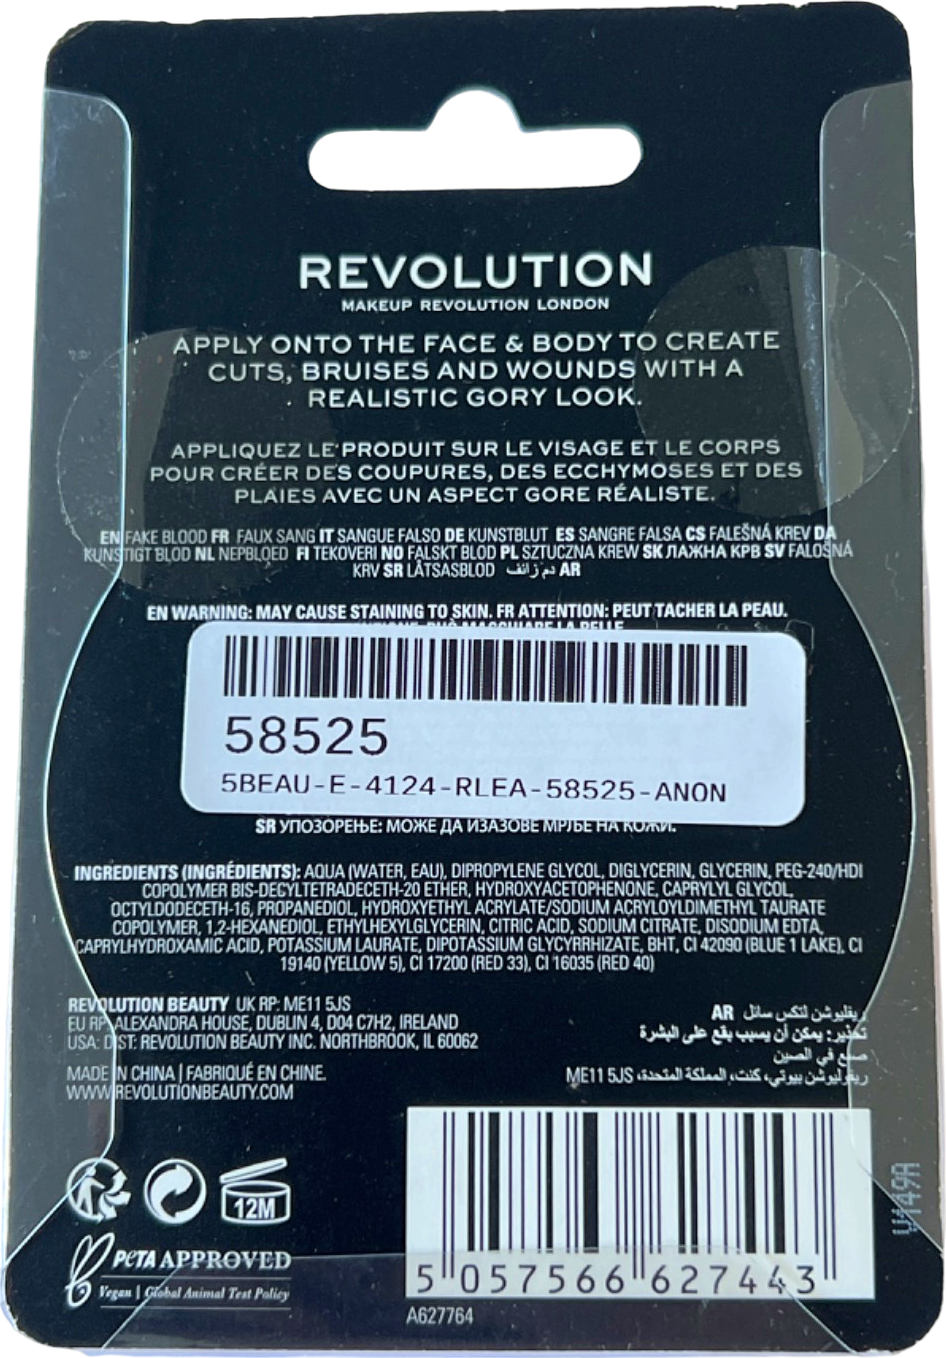 REVOLUTION
MAKEUP REVOLUTION LONDON
APPLY ONTO THE FACE & BODY TO CREATE
CUTS, BRUISES AND WOUNDS WITH A
REALISTIC GORY LOOK.
APPLIQUEZ LE PRODUIT SUR LE VISAGE ET LE CORPS
POUR CRÉER DES COUPURES, DES ECCHYMOSES ET DES
PLAIES AVEC UN ASPECT GORE RÉALISTE.
EN FAKE BLOOD FR FAUX SANG IT SANGUE FALSO DE KUNSTBLUT ES SANGRE FALSA CS FALEŠNÁ KREV DA
KUNSTIGT BLOD NL NEPBLOED FI TEKOVERI NO FALSKT BLOD PL SZTUCZNA KREW SK ЛАЖНА КРВ SV FALOŠNÁ
KRV SR LÅTSASBLOD دم زائف AR
EN WARNING: MAY CAUSE STAINING TO SKIN. FR ATTENTION: PEUT TACHER LA PEAU.
58525
5BEAU-E-4124-RLEA-58525-ANON
SR УПОЗОРЕЊЕ: МОЖЕ ДА ИЗАЗОВЕ МРЉЕ НА КОЖИ.
INGREDIENTS (INGRÉDIENTS): AQUA (WATER, EAU), DIPROPYLENE GLYCOL, DIGLYCERIN, GLYCERIN, PEG-240/HDI
COPOLYMER BIS-DECYLTETRADECETH-20 ETHER, HYDROXYACETOPHENONE, CAPRYLYL GLYCOL,
OCTYLDODECETH-16, PROPANEDIOL, HYDROXYETHYL ACRYLATE/SODIUM ACRYLOYLDIMETHYL TAURATE
COPOLYMER, 1,2-HEXANEDIOL, ETHYLHEXYLGLYCERIN, CITRIC ACID, SODIUM CITRATE, DISODIUM EDTA,
CAPRYLHYDROXAMIC ACID, POTASSIUM LAURATE, DIPOTASSIUM GLYCYRRHIZATE, BHT, CI 42090 (BLUE 1 LAKE), CI
19140 (YELLOW 5), CI 17200 (RED 33), CI 16035 (RED 40)
REVOLUTION BEAUTY UK RP: ME11 5JS
EU RP: ALEXANDRA HOUSE, DUBLIN 4, D04 C7H2, IRELAND
USA: DIST: REVOLUTION BEAUTY INC. NORTHBROOK, IL 60062
MADE IN CHINA | FABRIQUÉ EN CHINE.
WWW.REVOLUTIONBEAUTY.COM
ريفليوشن لتكس سائل AR
تحذير: يمكن أن يسبب بقع على البشرة
صنع في الصين
ريفوليوشن بيوتي، كنت، المملكة المتحدة، ME11 5JS
12M
PETA APPROVED
Vegan | Global Animal Test Policy
5 057566 627443
A627764
U149A